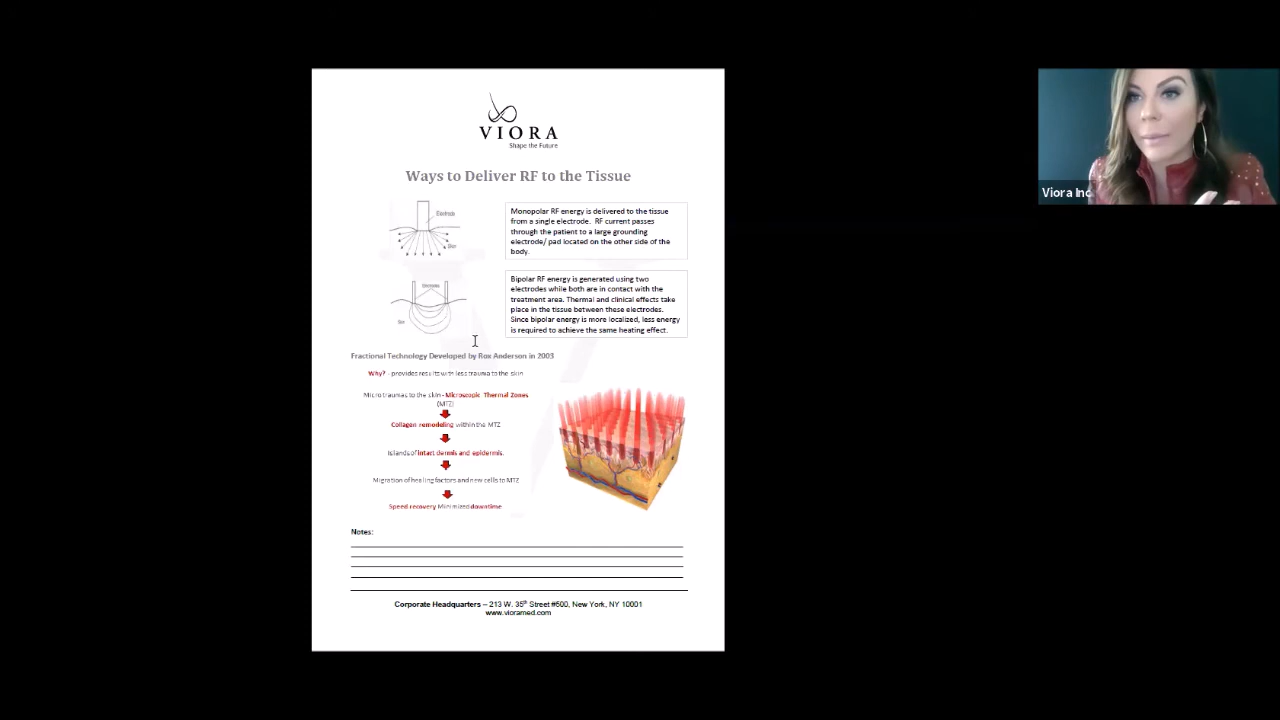 VIORA
Shape the Future
Ways to Deliver RF to the Tissue
Electrode
Skin
Monopolar RF energy is delivered to the tissue
from a single electrode. RF current passes
through the patient to a large grounding
electrode/ pad located on the other side of the
body.
Electrodes
Skin
Bipolar RF energy is generated using two
electrodes while both are in contact with the
treatment area. Thermal and clinical effects take
place in the tissue between these electrodes.
Since bipolar energy is more localized, less energy
is required to achieve the same heating effect.
Fractional Technology Developed by Rox Anderson in 2003
Why? - provides results with less trauma to the skin
Micro traumas to the skin - Microscopic Thermal Zones
(MTZ)
Collagen remodeling within the MTZ
Islands of intact dermis and epidermis.
Migration of healing factors and new cells to MTZ
Speed recovery Minimized downtime
Notes:
Corporate Headquarters – 213 W. 35th Street #500, New York, NY 10001
www.vioramed.com
Viora Inc